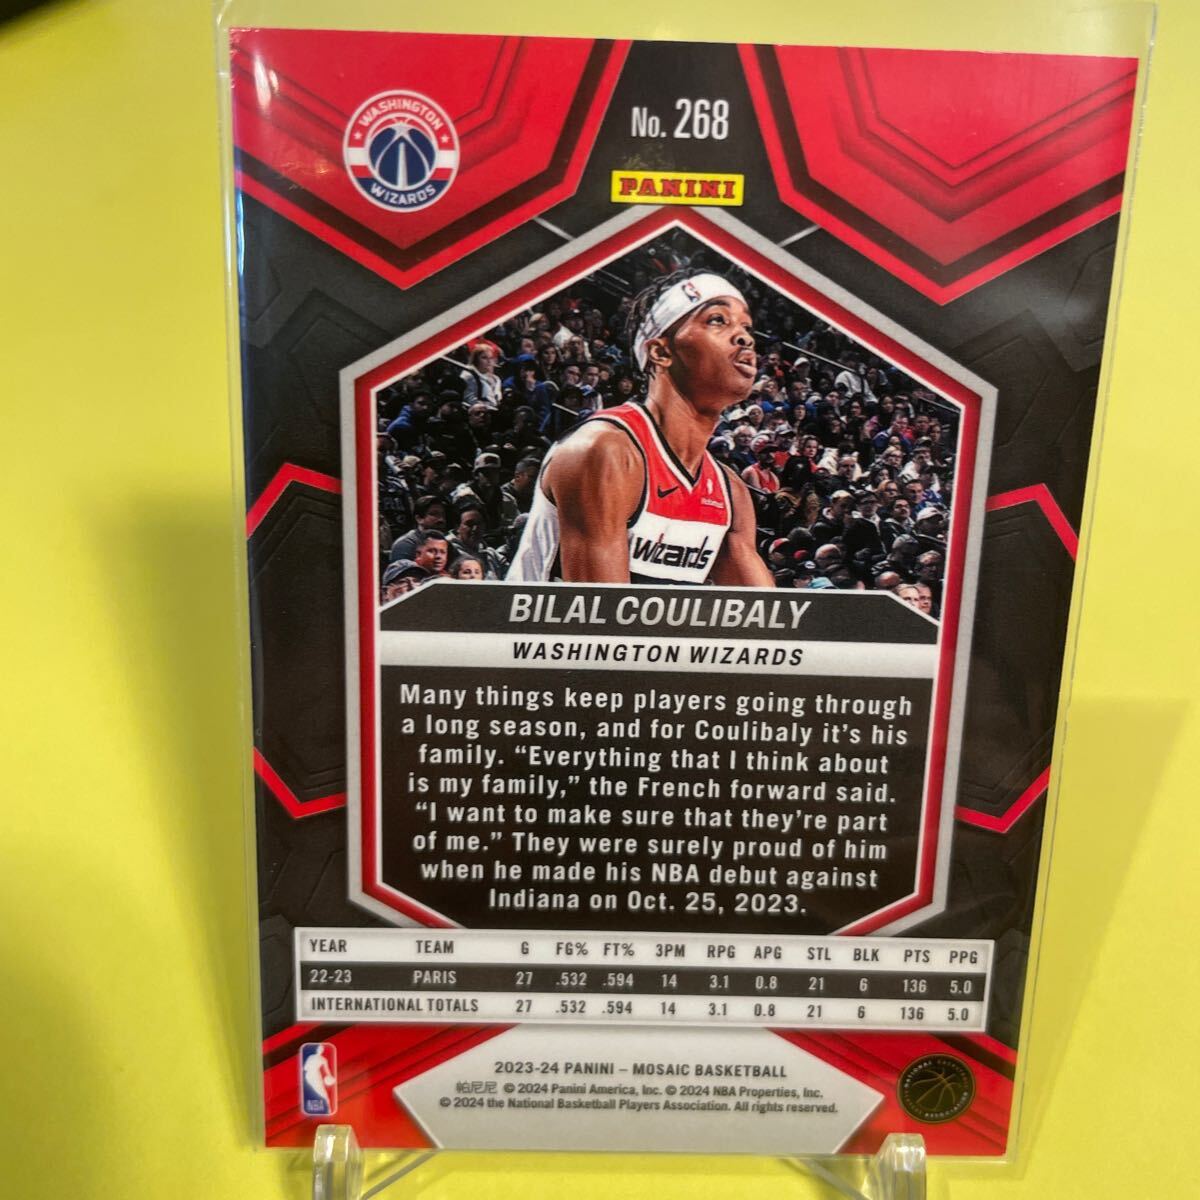 WASHINGTON
WIZARDS
No. 268
PANINI
wizards
BILAL COULIBALY
WASHINGTON WIZARDS
Many things keep players going through
a long season, and for Coulibaly it's his
family. “Everything that I think about
is my family,” the French forward said.
“I want to make sure that they're part
of me.” They were surely proud of him
when he made his NBA debut against
Indiana on Oct. 25, 2023.
YEAR TEAM G FG% FT% 3PM RPG APG STL BLK PTS PPG
22-23 PARIS 27 .532 .594 14 3.1 0.8 21 6 136 5.0
INTERNATIONAL TOTALS 27 .532 .594 14 3.1 0.8 21 6 136 5.0
2023-24 PANINI – MOSAIC BASKETBALL
帕尼尼 © 2024 Panini America, Inc. © 2024 NBA Properties, Inc.
© 2024 the National Basketball Players Association. All rights reserved.
NBA